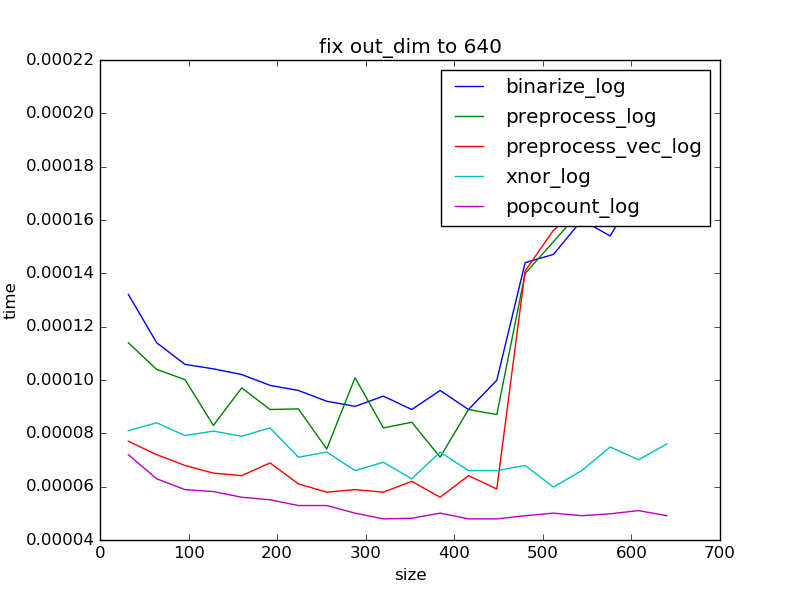 fix out_dim to 640
0.00022
0.00020
0.00018
0.00016
0.00014
0.00012
0.00010
0.00008
0.00006
0.00004
time
binarize_log
preprocess_log
preprocess_vec_log
xnor_log
popcount_log
0 100 200 300 400 500 600 700
size